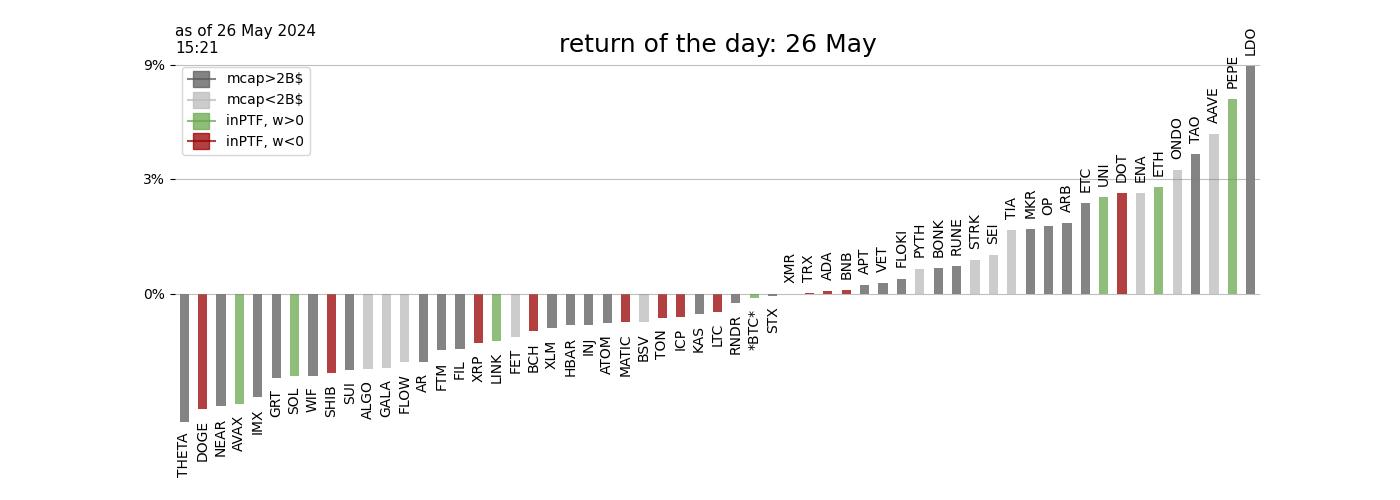 as of 26 May 2024
15:21
return of the day: 26 May
9%
3%
0%
mcap>2B$
mcap<2B$
inPTF, w>0
inPTF, w<0
THETA
DOGE
NEAR
AVAX
IMX
GRT
SOL
WIF
SHIB
SUI
ALGO
GALA
FLOW
AR
FTM
FIL
XRP
LINK
FET
BCH
XLM
HBAR
INJ
ATOM
MATIC
BSV
TON
ICP
KAS
LTC
RNDR
*BTC*
STX
XMR
TRX
ADA
BNB
APT
VET
FLOKI
PYTH
BONK
RUNE
STRK
SEI
TIA
MKR
OP
ARB
ETC
UNI
DOT
ENA
ETH
ONDO
TAO
AAVE
PEPE
LDO